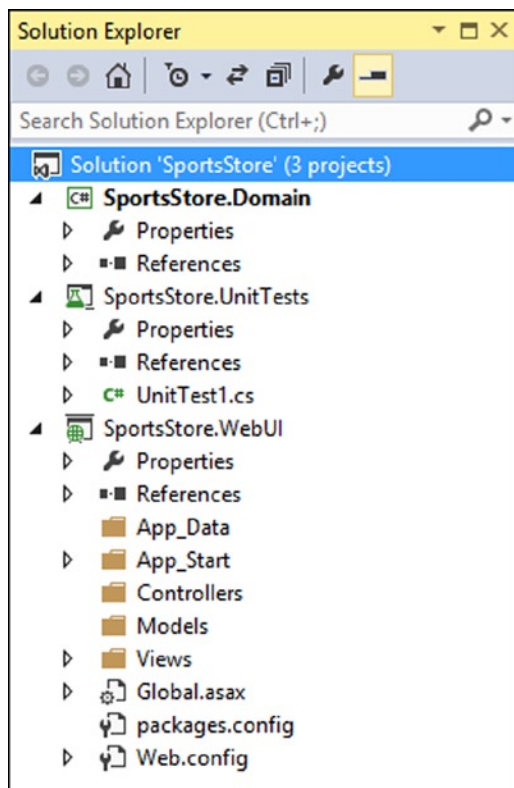 Solution Explorer
Search Solution Explorer (Ctrl+;)
Solution 'SportsStore' (3 projects)
C# SportsStore.Domain
Properties
References
SportsStore.UnitTests
Properties
References
C# UnitTest1.cs
SportsStore.WebUI
Properties
References
App_Data
App_Start
Controllers
Models
Views
Global.asax
packages.config
Web.config